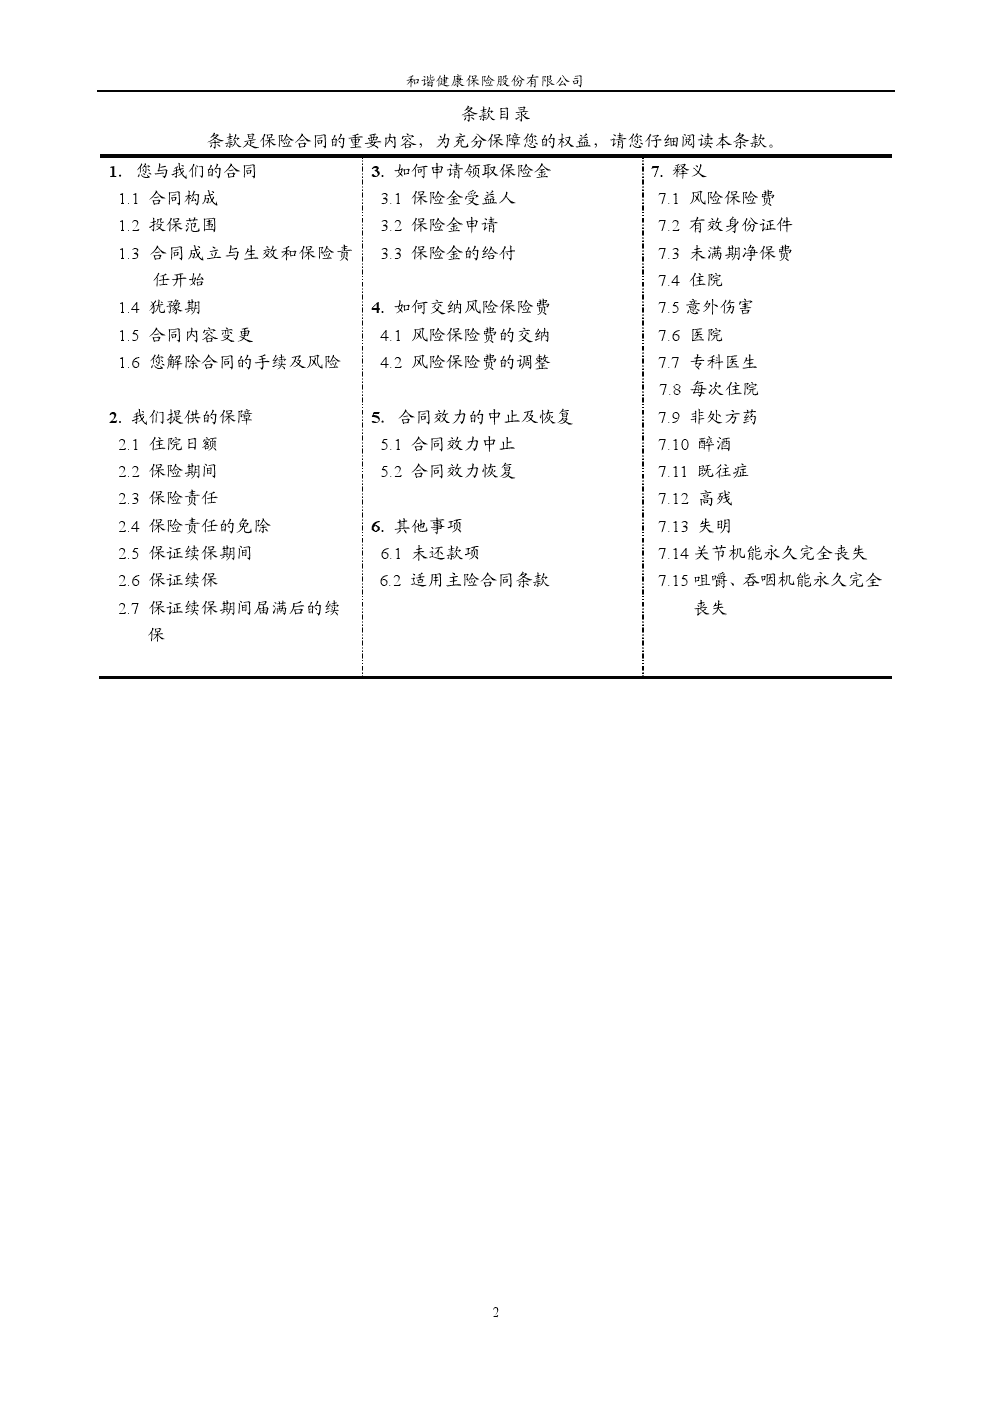 和谐健康保险股份有限公司
条款目录
条款是保险合同的重要内容，为充分保障您的权益，请您仔细阅读本条款。
1. 您与我们的合同
1.1 合同构成
1.2 投保范围
1.3 合同成立与生效和保险责
任开始
1.4 犹豫期
1.5 合同内容变更
1.6 您解除合同的手续及风险
2. 我们提供的保障
2.1 住院日额
2.2 保险期间
2.3 保险责任
2.4 保险责任的免除
2.5 保证续保期间
2.6 保证续保
2.7 保证续保期间届满后的续
保
3. 如何申请领取保险金
3.1 保险金受益人
3.2 保险金申请
3.3 保险金的给付
4. 如何交纳风险保险费
4.1 风险保险费的交纳
4.2 风险保险费的调整
5. 合同效力的中止及恢复
5.1 合同效力中止
5.2 合同效力恢复
6. 其他事项
6.1 未还款项
6.2 适用主险合同条款
7. 释义
7.1 风险保险费
7.2 有效身份证件
7.3 未满期净保费
7.4 住院
7.5 意外伤害
7.6 医院
7.7 专科医生
7.8 每次住院
7.9 非处方药
7.10 醉酒
7.11 既往症
7.12 高残
7.13 失明
7.14 关节机能永久完全丧失
7.15 咀嚼、吞咽机能永久完全
丧失
2